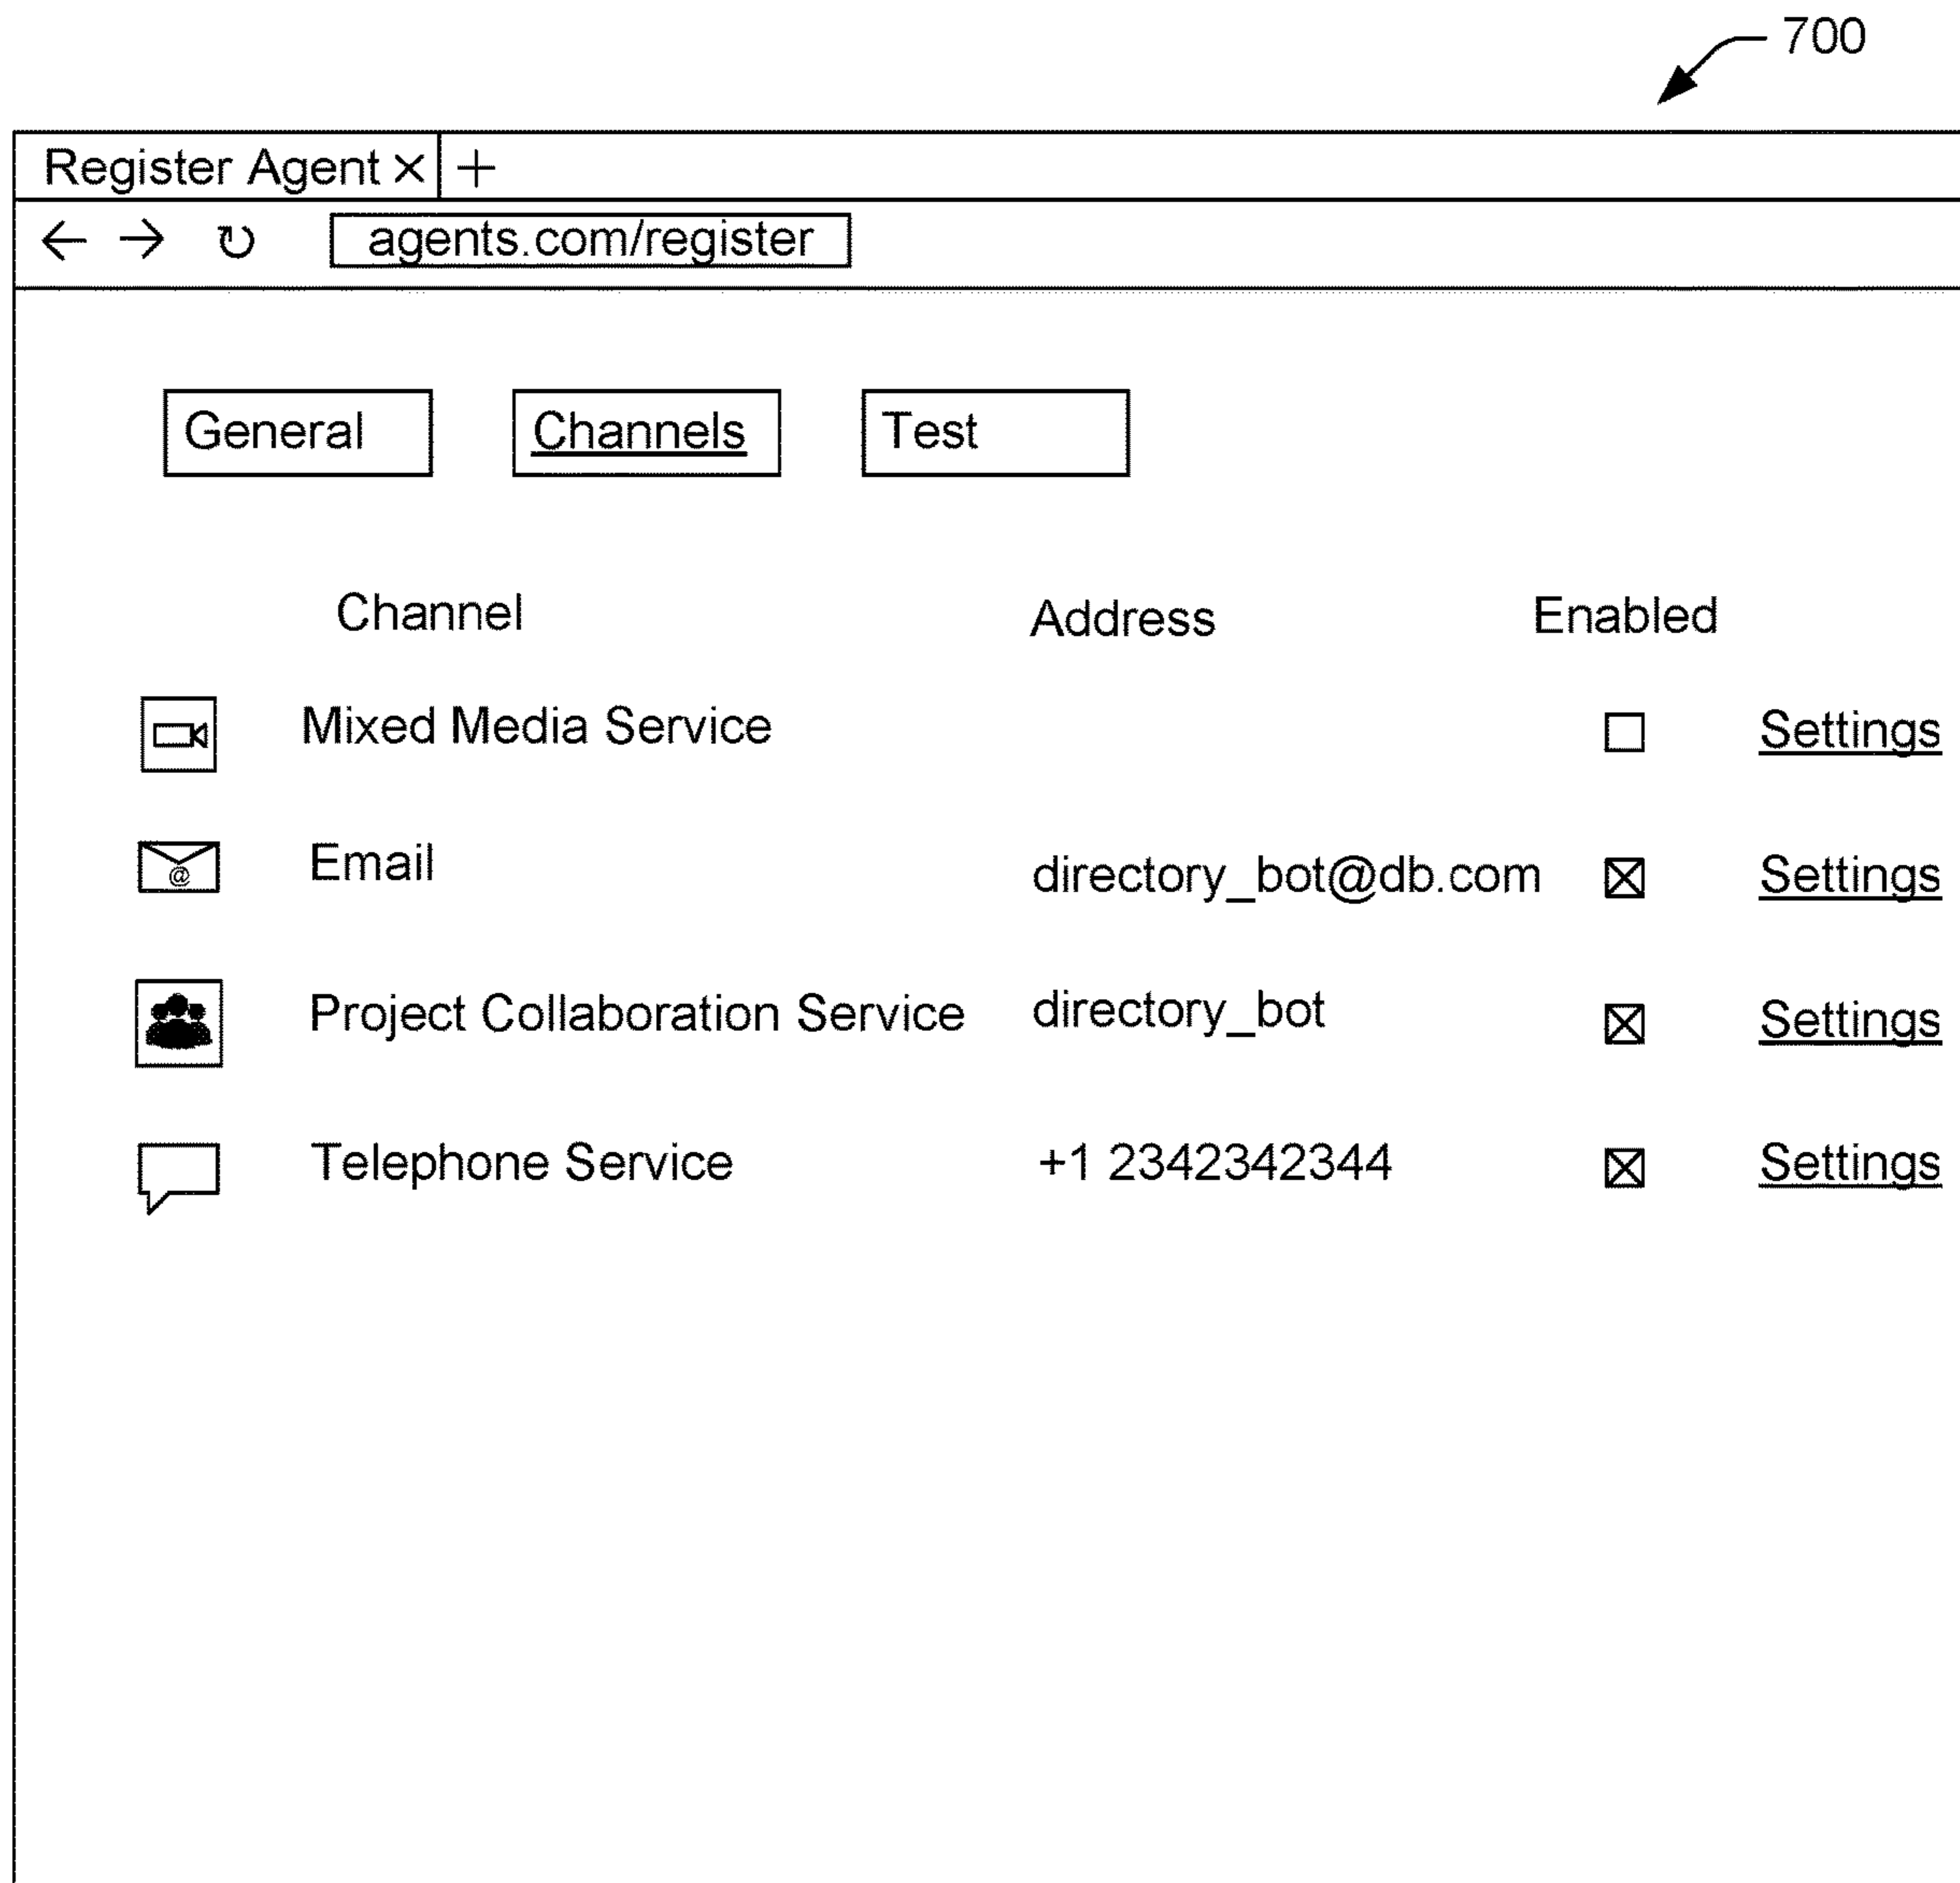 700
Register Agent × +
← → ↻ agents.com/register
General Channels Test
Channel Address Enabled
Mixed Media Service Settings
Email directory_bot@db.com Settings
Project Collaboration Service directory_bot Settings
Telephone Service +1 2342342344 Settings